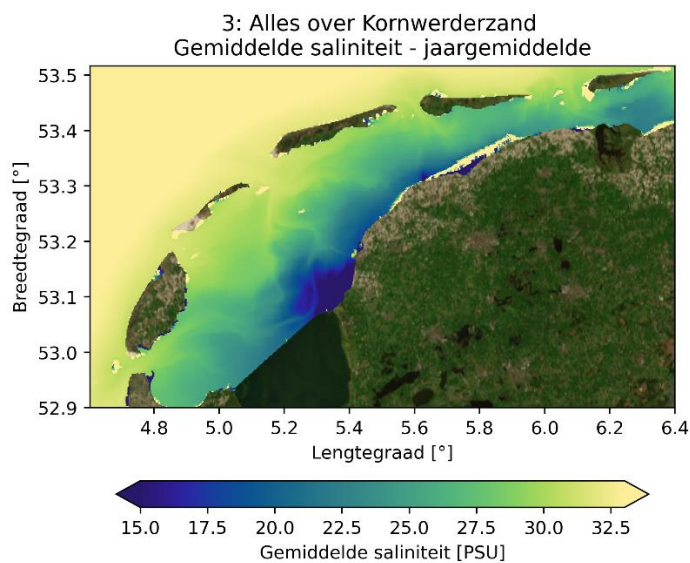 3: Alles over Kornwerderzand
Gemiddelde saliniteit - jaargemiddelde
53.5
53.4
53.3
53.2
53.1
53.0
52.9
Breedtegraad [°]
4.8 5.0 5.2 5.4 5.6 5.8 6.0 6.2 6.4
Lengtegraad [°]
15.0 17.5 20.0 22.5 25.0 27.5 30.0 32.5
Gemiddelde saliniteit [PSU]